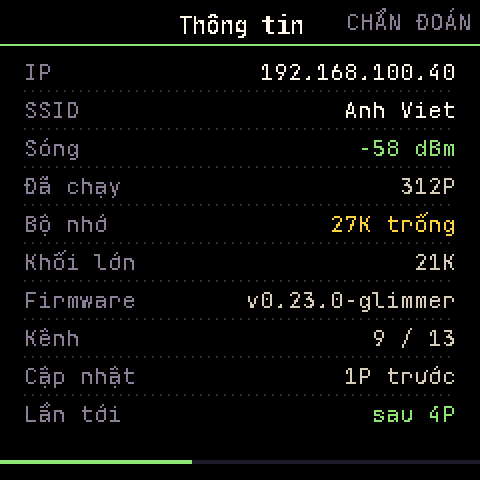 Thông tin CHẨN ĐOÁN
IP 192.168.100.40
SSID Anh Viet
Sóng -58 dBm
Đã chạy 312P
Bộ nhớ 27K trống
Khối lớn 21K
Firmware v0.23.0-glimmer
Kênh 9 / 13
Cập nhật 1P trước
Lần tới sau 4P